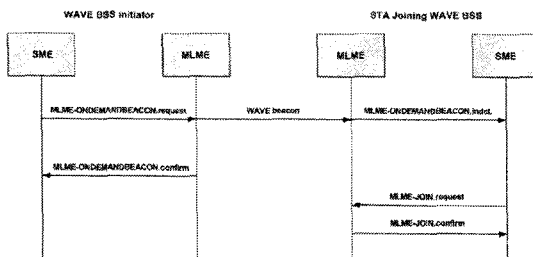 WAVE BSS Initiator
STA Joining WAVE BSS
SME
MLME
MLME
SME
MLME-ONDEMANDBEACON.request
WAVE beacon
MLME-ONDEMANDBEACON.indct.
MLME-ONDEMANDBEACON.confirm
MLME-JOIN.request
MLME-JOIN.confirm